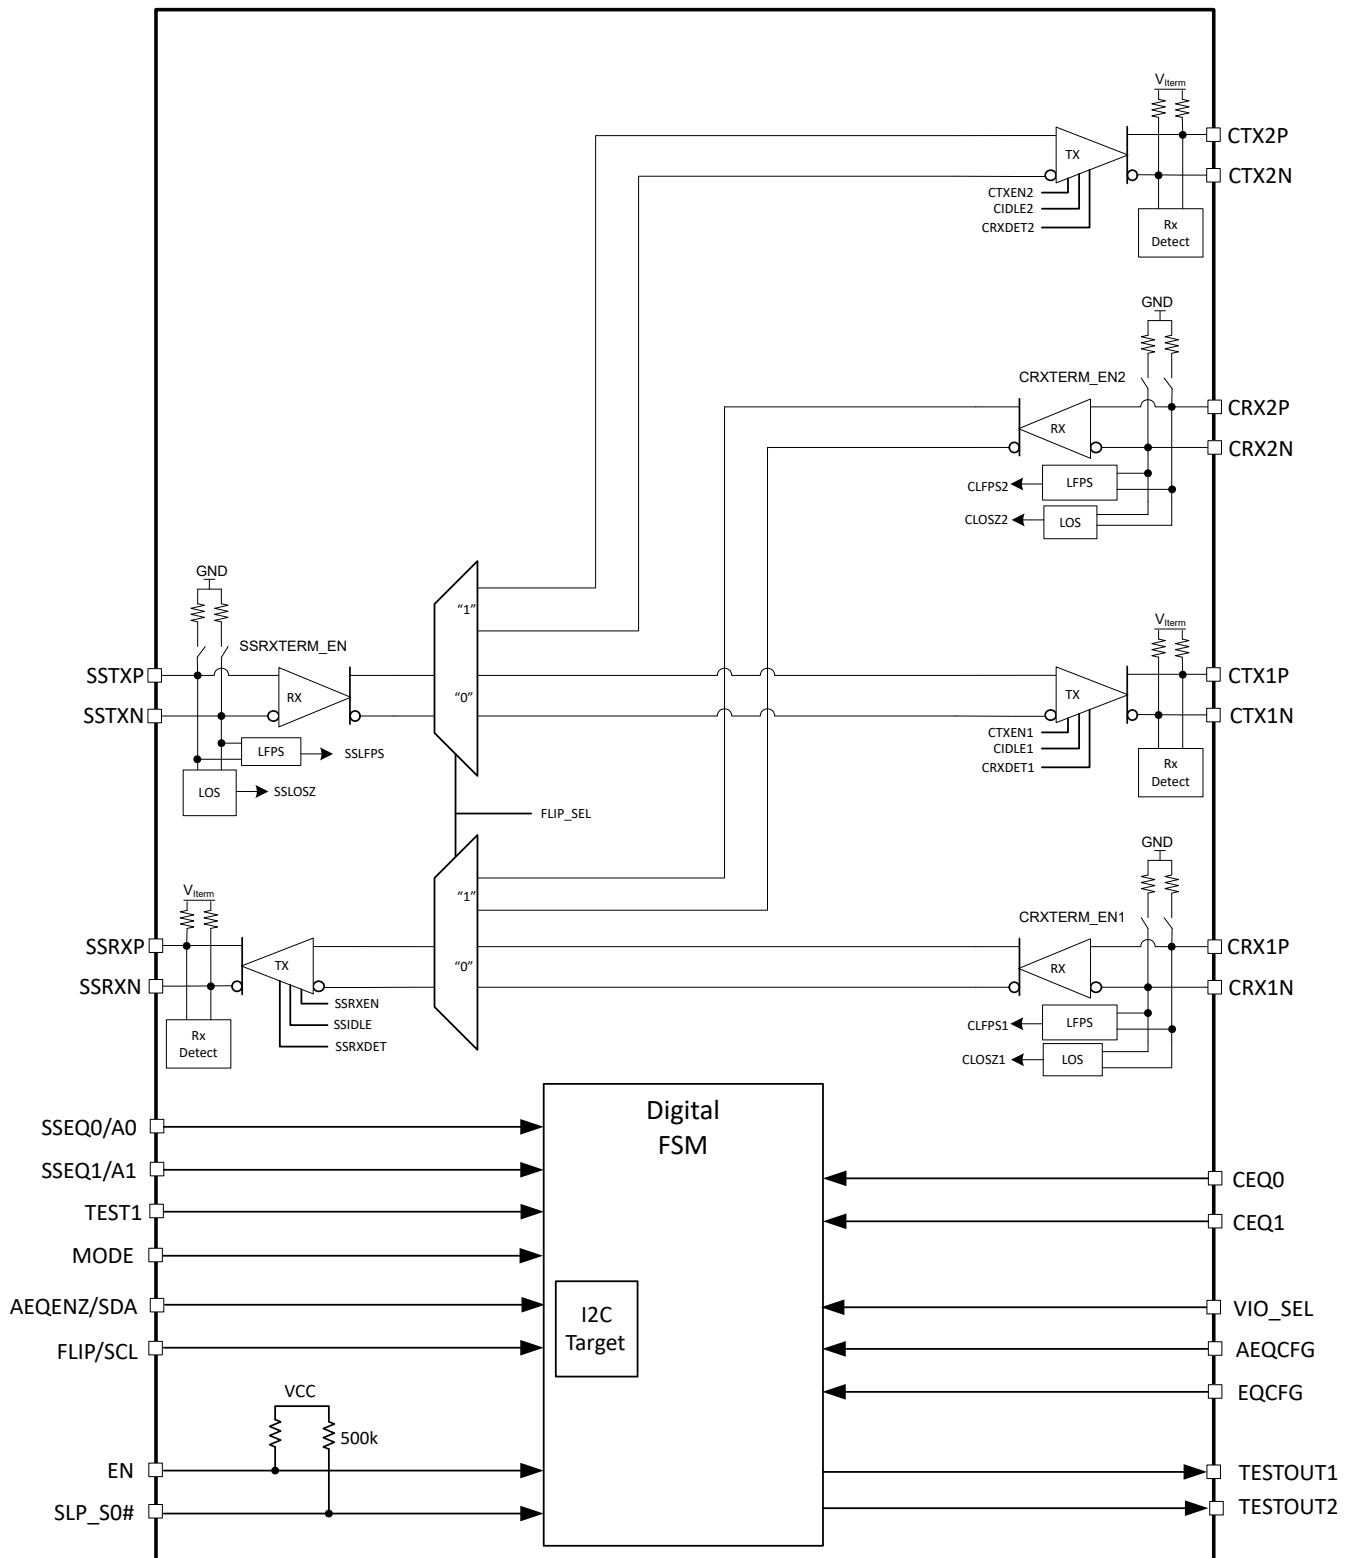 VIterm
CTX2P
TX
CTX2N
CTXEN2
CIDLE2
CRXDET2
Rx
Detect
GND
CRXTERM_EN2
CRX2P
RX
CRX2N
CLFPS2
LFPS
CLOSZ2
LOS
GND
"1"
VIterm
SSRXTERM_EN
SSTXP
RX
"0"
TX
CTX1P
SSTXN
CTX1N
CTXEN1
LFPS
SSLFPS
CIDLE1
CRXDET1
Rx
Detect
LOS
SSLOSZ
FLIP_SEL
GND
VIterm
"1"
CRXTERM_EN1
SSRXP
CRX1P
TX
"0"
RX
SSRXN
CRX1N
SSRXEN
SSIDLE
CLFPS1
LFPS
Rx
Detect
SSRXDET
CLOSZ1
LOS
Digital
FSM
SSEQ0/A0
SSEQ1/A1
CEQ0
TEST1
CEQ1
MODE
AEQENZ/SDA
I2C
Target
VIO_SEL
FLIP/SCL
AEQCFG
VCC
EQCFG
500k
EN
TESTOUT1
SLP_S0#
TESTOUT2